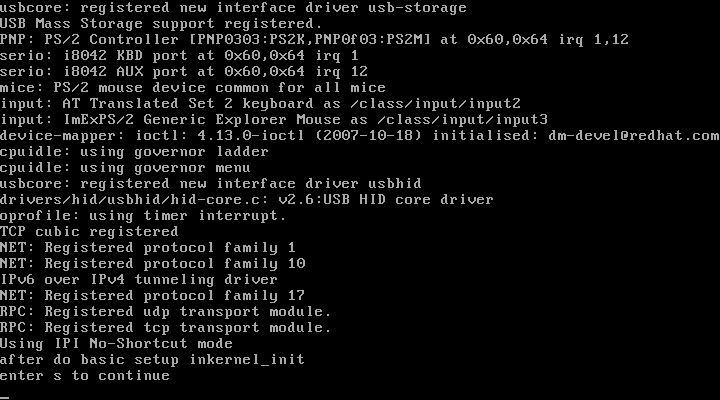 usbcore: registered new interface driver usb-storage
USB Mass Storage support registered.
PNP: PS/2 Controller [PNP0303:PS2K,PNP0f03:PS2M] at 0x60,0x64 irq 1,12
serio: i8042 KBD port at 0x60,0x64 irq 1
serio: i8042 AUX port at 0x60,0x64 irq 12
mice: PS/2 mouse device common for all mice
input: AT Translated Set 2 keyboard as /class/input/input2
input: ImExPS/2 Generic Explorer Mouse as /class/input/input3
device-mapper: ioctl: 4.13.0-ioctl (2007-10-18) initialised: dm-devel@redhat.com
cpuidle: using governor ladder
cpuidle: using governor menu
usbcore: registered new interface driver usbhid
drivers/hid/usbhid/hid-core.c: v2.6:USB HID core driver
oprofile: using timer interrupt.
TCP cubic registered
NET: Registered protocol family 1
NET: Registered protocol family 10
IPv6 over IPv4 tunneling driver
NET: Registered protocol family 17
RPC: Registered udp transport module.
RPC: Registered tcp transport module.
Using IPI No-Shortcut mode
after do basic setup inkernel_init
enter s to continue